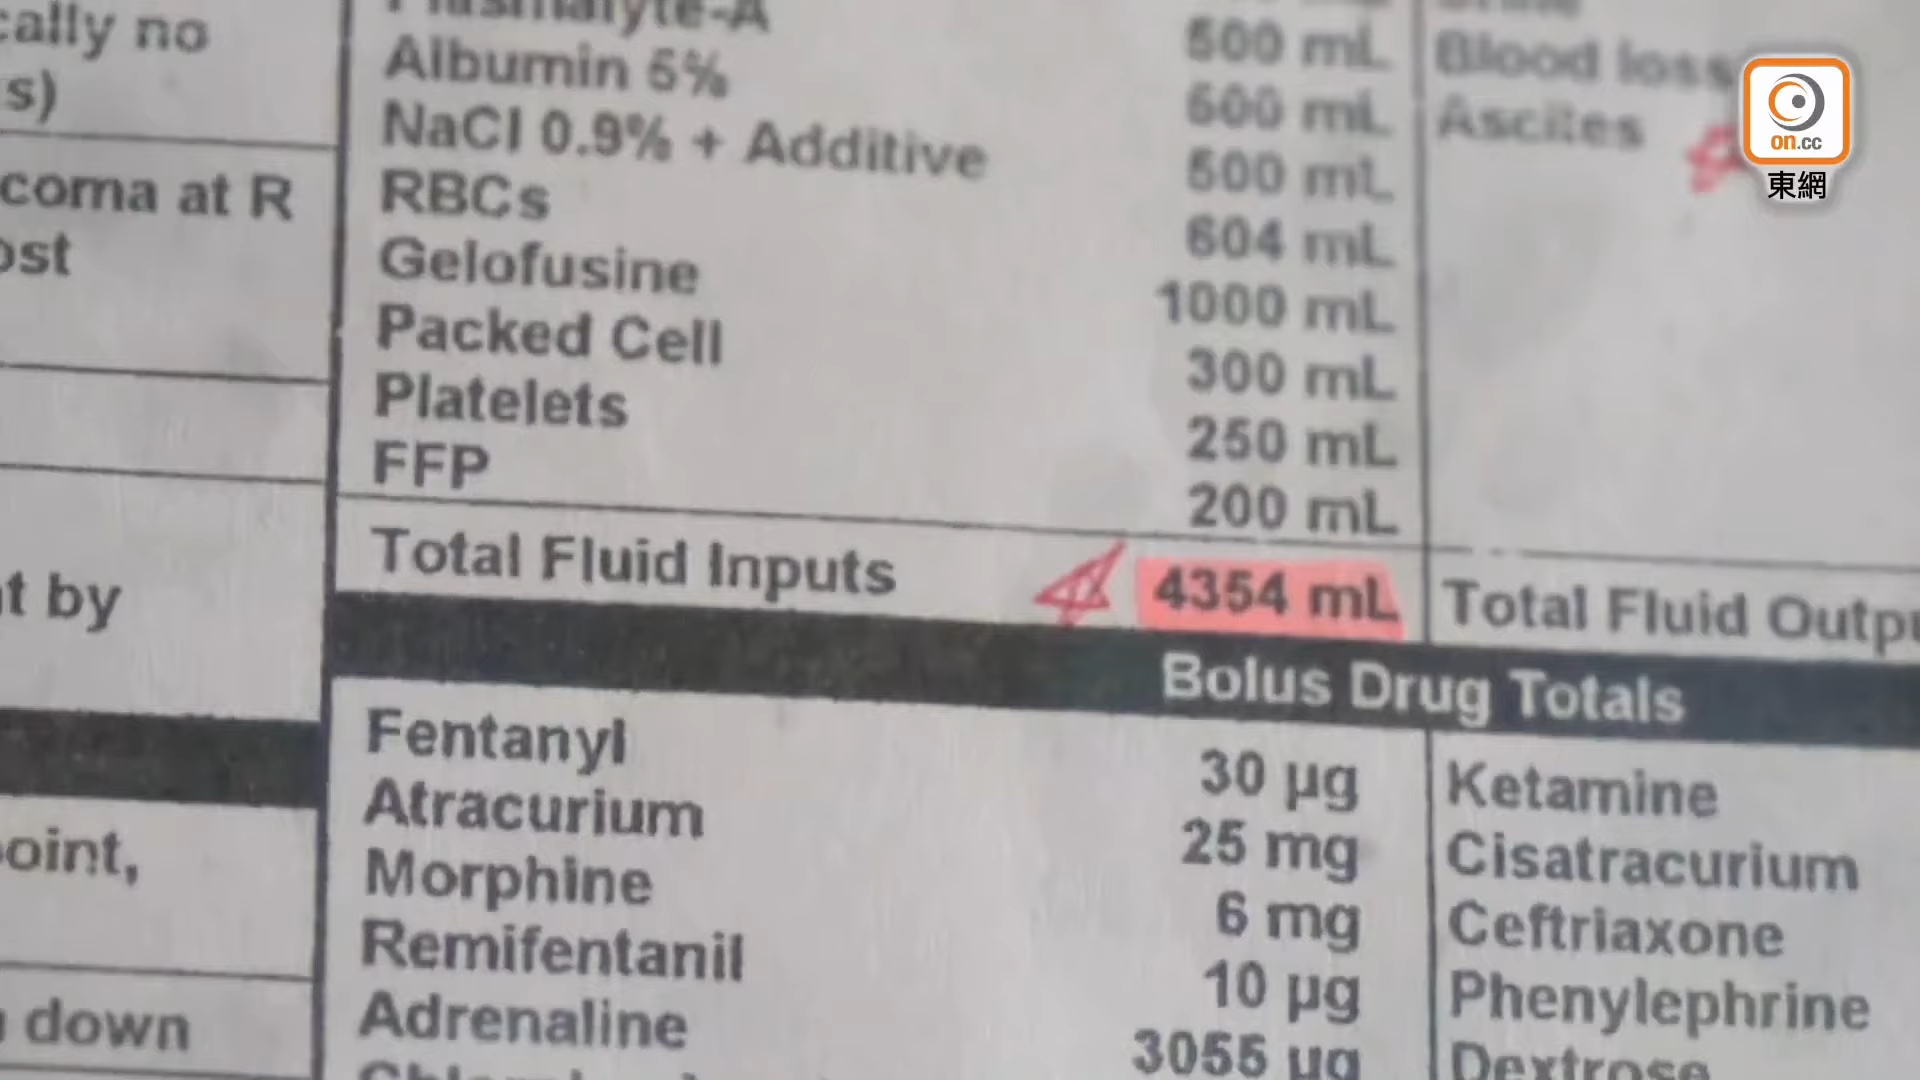 cally no
s)
coma at R
ost
t by
oint,
down
Plasmalyte-A 500 mL
Albumin 5% 500 mL
NaCl 0.9% + Additive 500 mL
RBCs 604 mL
Gelofusine 1000 mL
Packed Cell 300 mL
Platelets 250 mL
FFP 200 mL
Total Fluid Inputs 4354 mL
Blood loss
Ascites
Total Fluid Outpu
Bolus Drug Totals
Fentanyl 30 µg
Atracurium 25 mg
Morphine 6 mg
Remifentanil 10 µg
Adrenaline 3055 µg
Ketamine
Cisatracurium
Ceftriaxone
Phenylephrine
Dextrose
on.cc
東網